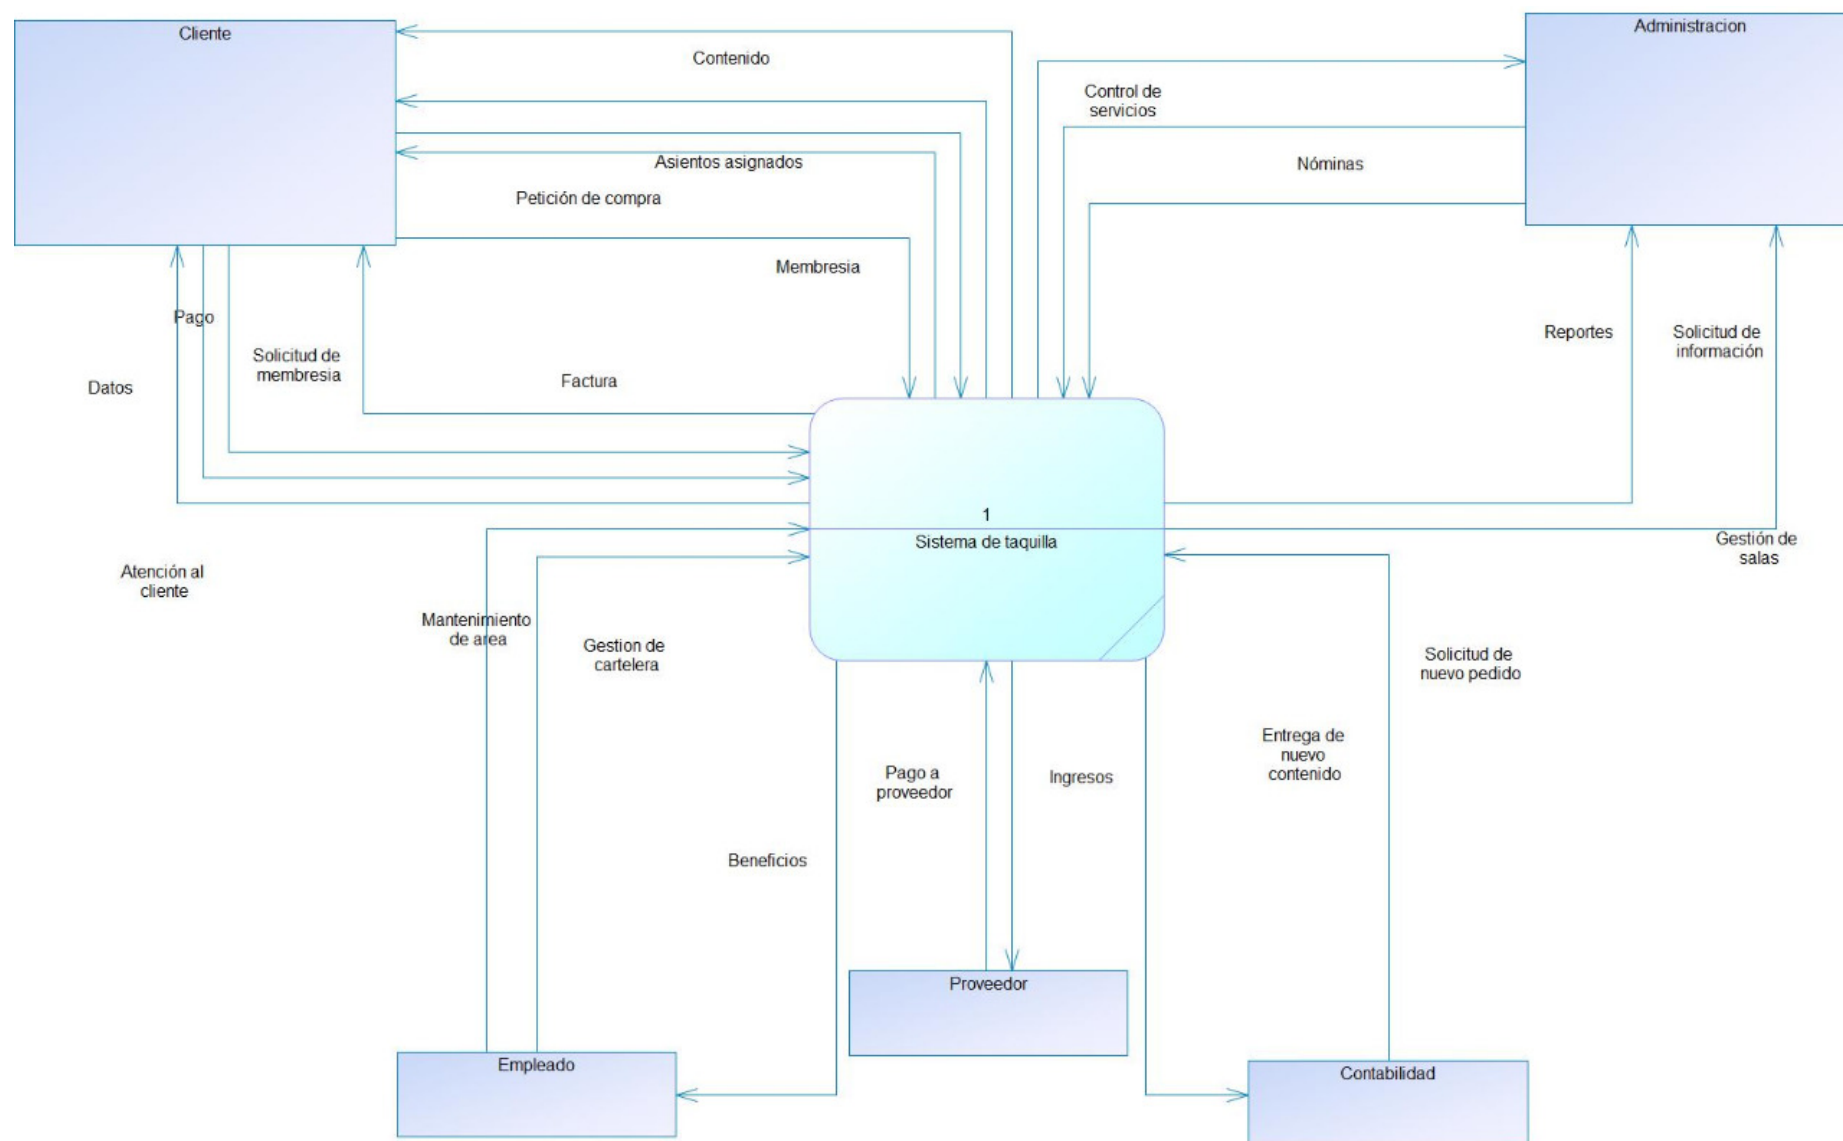 Cliente
Administracion
Contenido
Control de
servicios
Asientos asignados
Nóminas
Petición de compra
Membresia
Pago
Solicitud de
membresia
Datos
Factura
Reportes
Solicitud de
información
1
Sistema de taquilla
Gestión de
salas
Atención al
cliente
Mantenimiento
de area
Gestion de
cartelera
Solicitud de
nuevo pedido
Entrega de
nuevo
contenido
Pago a
proveedor
Ingresos
Beneficios
Proveedor
Empleado
Contabilidad